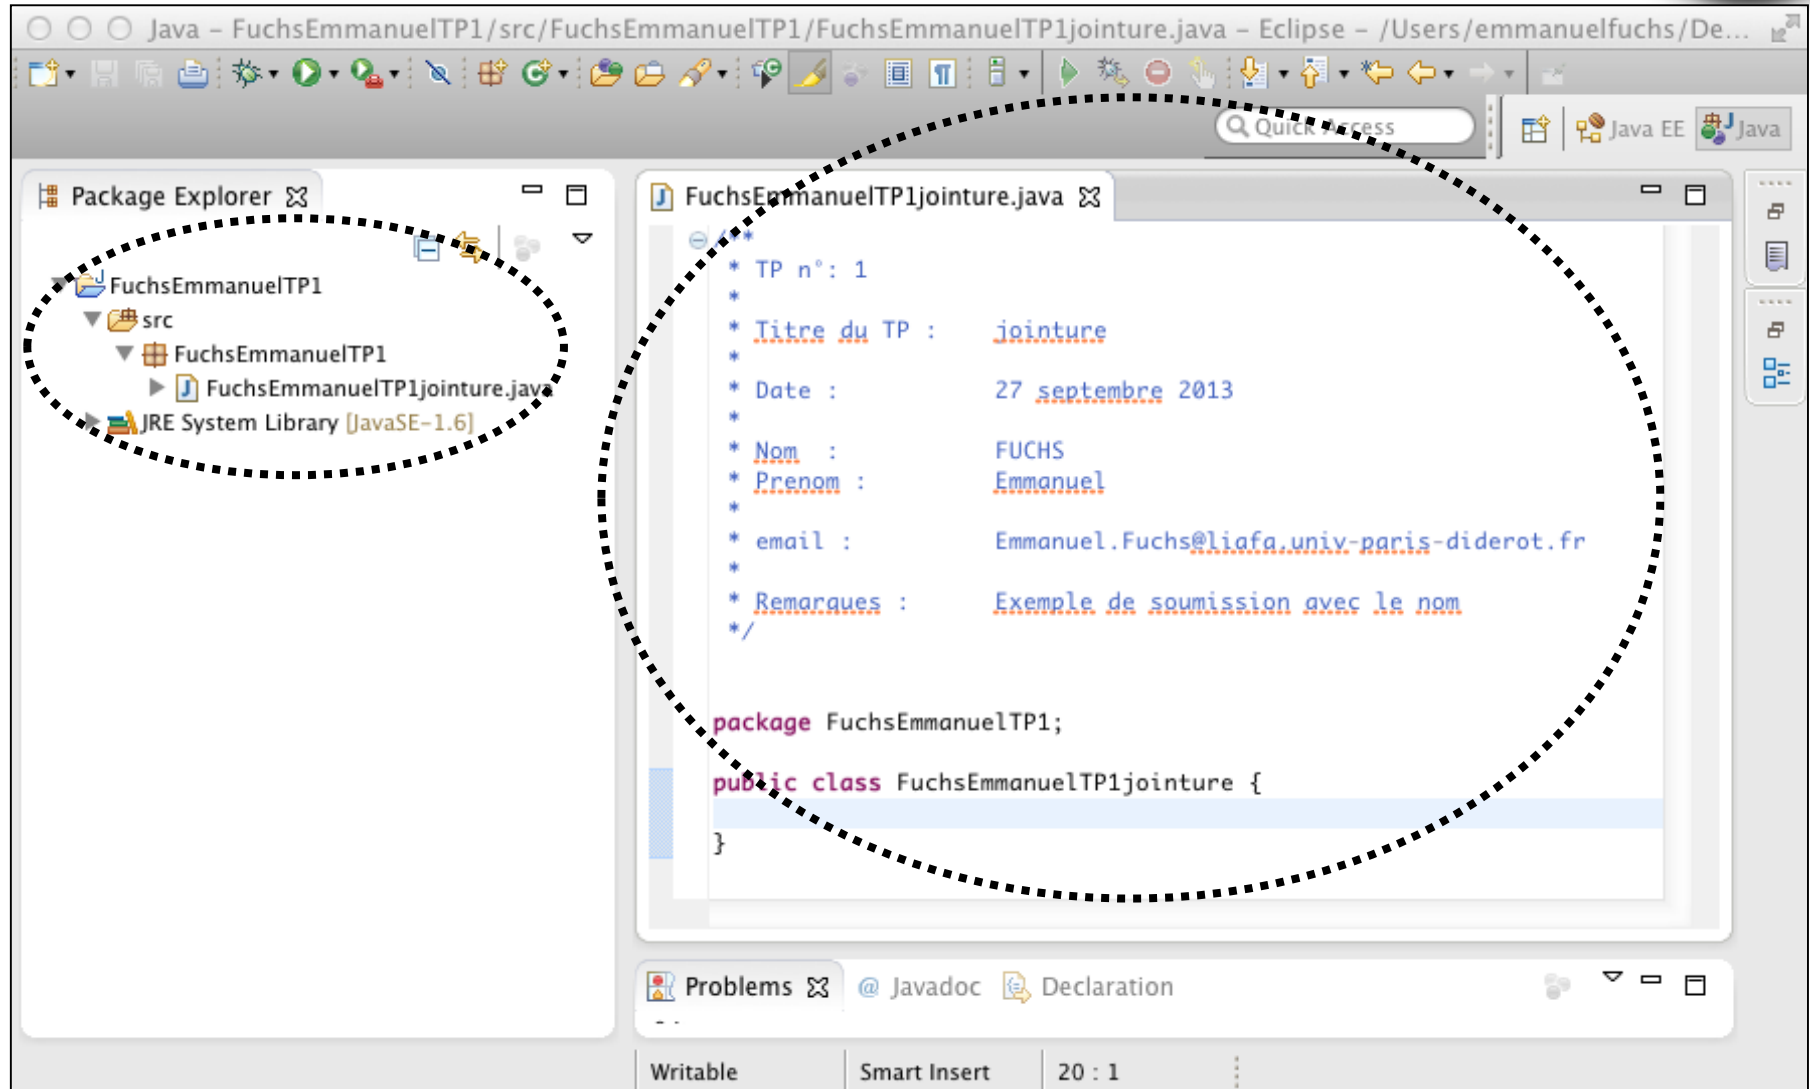 Java – FuchsEmmanuelTP1/src/FuchsEmmanuelTP1/FuchsEmmanuelTP1jointure.java – Eclipse – /Users/emmanuelfuchs/De...
Quick Access
Java EE
Java
Package Explorer
FuchsEmmanuelTP1
src
FuchsEmmanuelTP1
FuchsEmmanuelTP1jointure.java
JRE System Library [JavaSE-1.6]
FuchsEmmanuelTP1jointure.java
/**
* TP n°: 1
*
* Titre du TP : jointure
*
* Date : 27 septembre 2013
*
* Nom : FUCHS
* Prenom : Emmanuel
*
* email : Emmanuel.Fuchs@liafa.univ-paris-diderot.fr
*
* Remarques : Exemple de soumission avec le nom
*/
package FuchsEmmanuelTP1;
public class FuchsEmmanuelTP1jointure {
}
Problems
@ Javadoc
Declaration
Writable
Smart Insert
20 : 1